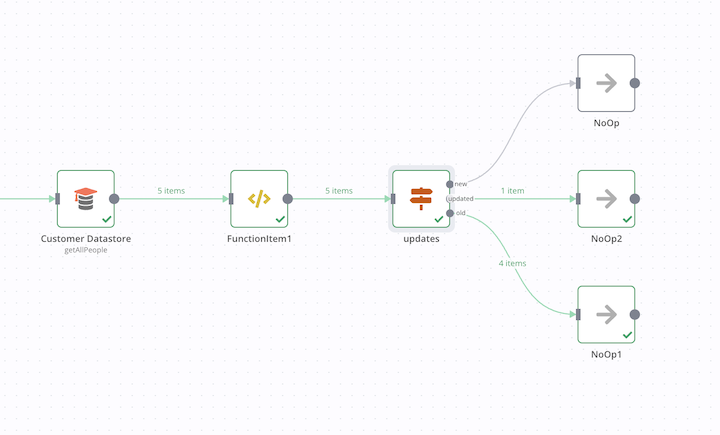 NoOp
5 items
5 items
new
updated
1 item
old
Customer Datastore
getAllPeople
FunctionItem1
updates
NoOp2
4 items
NoOp1